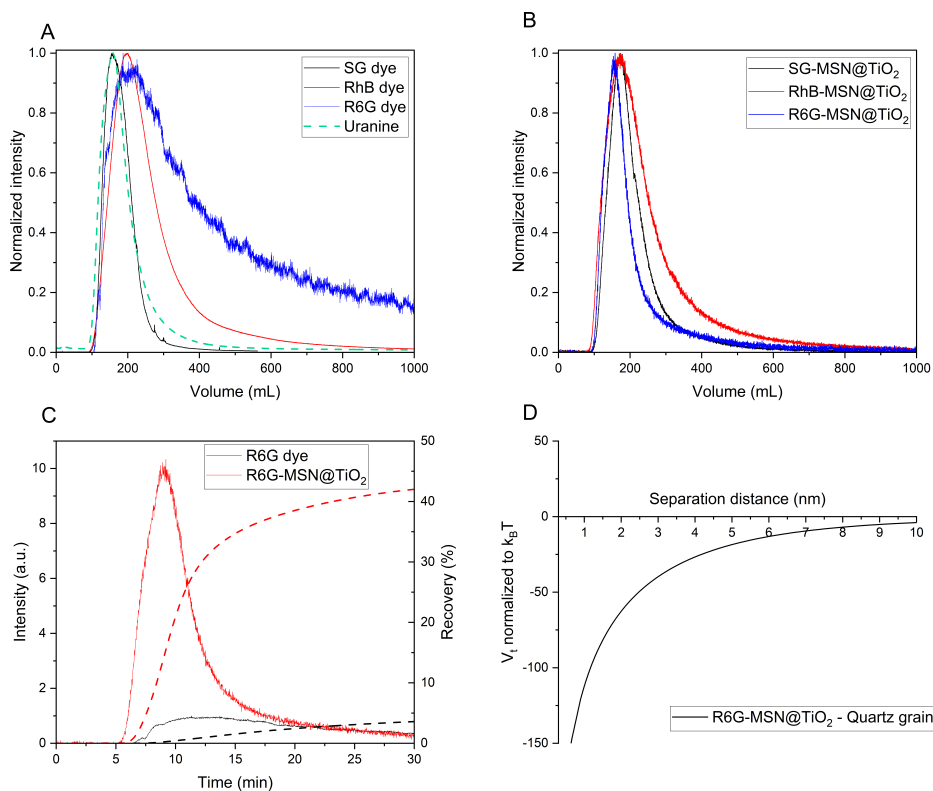 A
SG dye
RhB dye
R6G dye
Uranine
1.0
0.8
0.6
0.4
0.2
0.0
Normalized intensity
0
200
400
600
800
1000
Volume (mL)
B
SG-MSN@TiO₂
RhB-MSN@TiO₂
R6G-MSN@TiO₂
1.0
0.8
0.6
0.4
0.2
0.0
Normalized intensity
0
200
400
600
800
1000
Volume (mL)
C
R6G dye
R6G-MSN@TiO₂
10
8
6
4
2
0
Intensity (a.u.)
50
40
30
20
10
0
Recovery (%)
0
5
10
15
20
25
30
Time (min)
D
50
0
-50
-100
-150
Vₜ normalized to k_BT
Separation distance (nm)
1
2
3
4
5
6
7
8
9
10
R6G-MSN@TiO₂ - Quartz grain